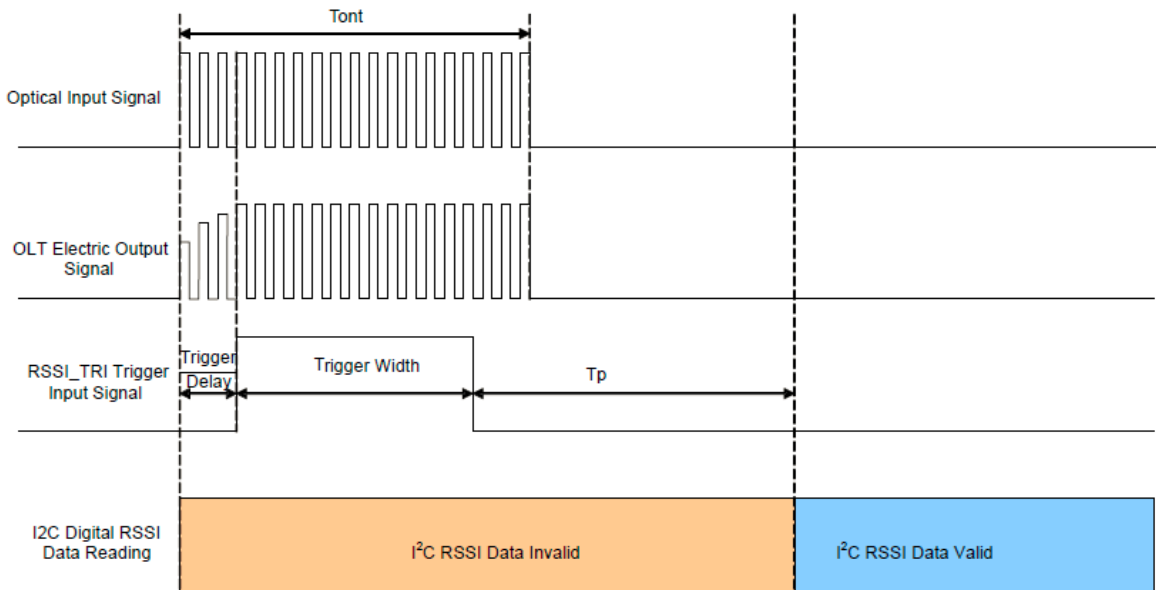 Tont
Optical Input Signal
OLT Electric Output
Signal
RSSI_TRI Trigger
Input Signal
Trigger
Delay
Trigger Width
Tp
I2C Digital RSSI
Data Reading
I²C RSSI Data Invalid
I²C RSSI Data Valid